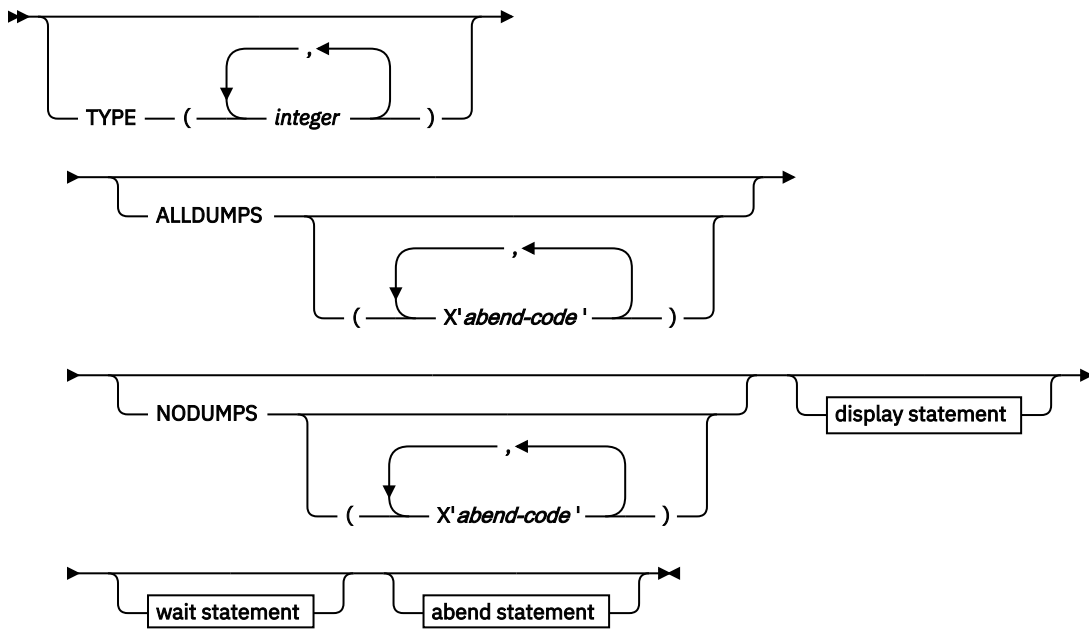 ,
TYPE ( integer )
ALLDUMPS
,
( X'abend-code' )
NODUMPS display statement
,
( X'abend-code' )
wait statement abend statement